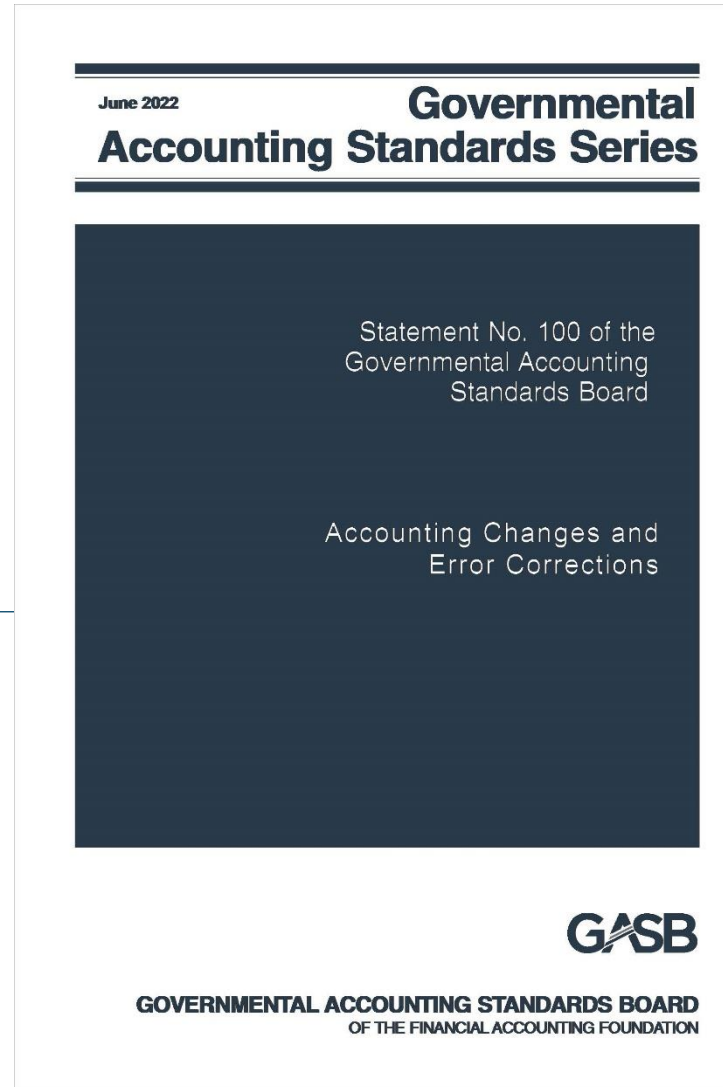 June 2022
Governmental
Accounting Standards Series
Statement No. 100 of the
Governmental Accounting
Standards Board
Accounting Changes and
Error Corrections
GASB
GOVERNMENTAL ACCOUNTING STANDARDS BOARD
OF THE FINANCIAL ACCOUNTING FOUNDATION